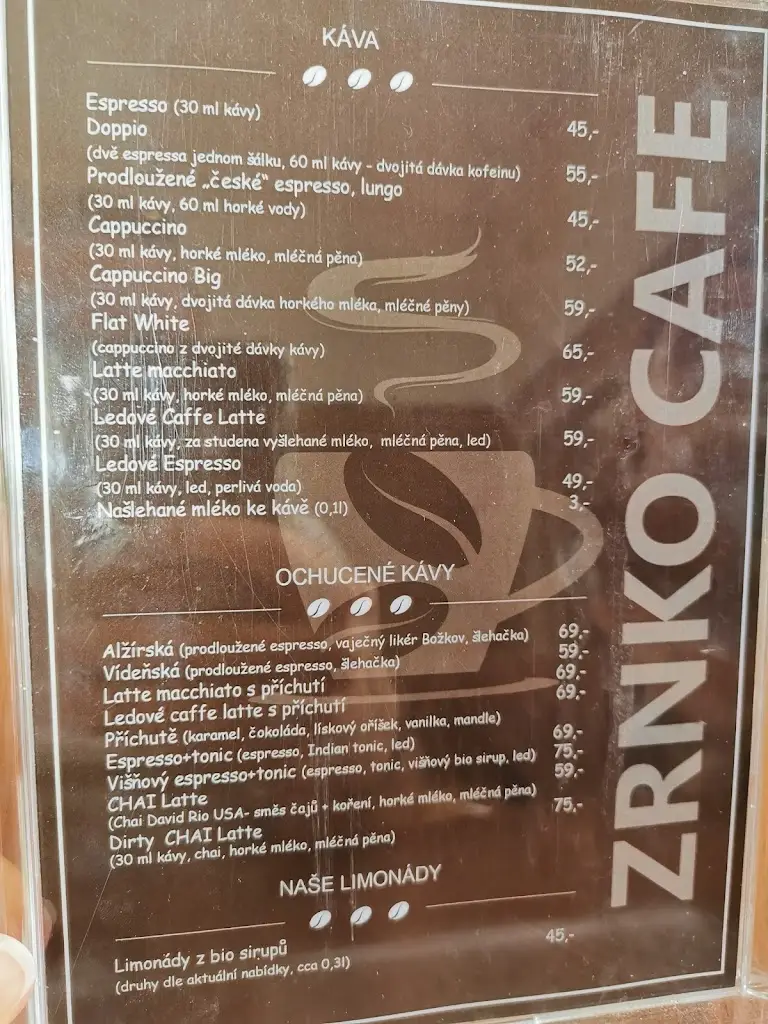 KÁVA
Espresso (30 ml kávy) 45,-
Doppio
(dvě espressa jednom šálku, 60 ml kávy - dvojitá dávka kofeinu) 55,-
Prodloužené „české“ espresso, lungo
(30 ml kávy, 60 ml horké vody) 45,-
Cappuccino
(30 ml kávy, horké mléko, mléčná pěna) 52,-
Cappuccino Big
(30 ml kávy, dvojitá dávka horkého mléka, mléčné pěny) 59,-
Flat White
(cappuccino z dvojité dávky kávy) 65,-
Latte macchiato
(30 ml kávy, horké mléko, mléčná pěna) 59,-
Ledové Caffe Latte
(30 ml kávy, za studena vyšlehané mléko, mléčná pěna, led) 59,-
Ledové Espresso
(30 ml kávy, led, perlivá voda) 49,-
Našlehané mléko ke kávě (0,1l) 3,-
OCHUCENÉ KÁVY
Alžírská (prodloužené espresso, vaječný likér Božkov, šlehačka) 69,-
Vídeňská (prodloužené espresso, šlehačka) 59,-
Latte macchiato s příchutí 69,-
Ledové caffe latte s příchutí 69,-
Příchutě (karamel, čokoláda, lískový oříšek, vanilka, mandle)
Espresso+tonic (espresso, Indian tonic, led) 69,-
Višňový espresso+tonic (espresso, tonic, višňový bio sirup, led) 75,-
CHAI Latte 59,-
(Chai David Rio USA- směs čajů + koření, horké mléko, mléčná pěna)
Dirty CHAI Latte 75,-
(30 ml kávy, chai, horké mléko, mléčná pěna)
NAŠE LIMONÁDY
Limonády z bio sirupů 45,-
(druhy dle aktuální nabídky, cca 0,3l)
ZRNKO CAFE